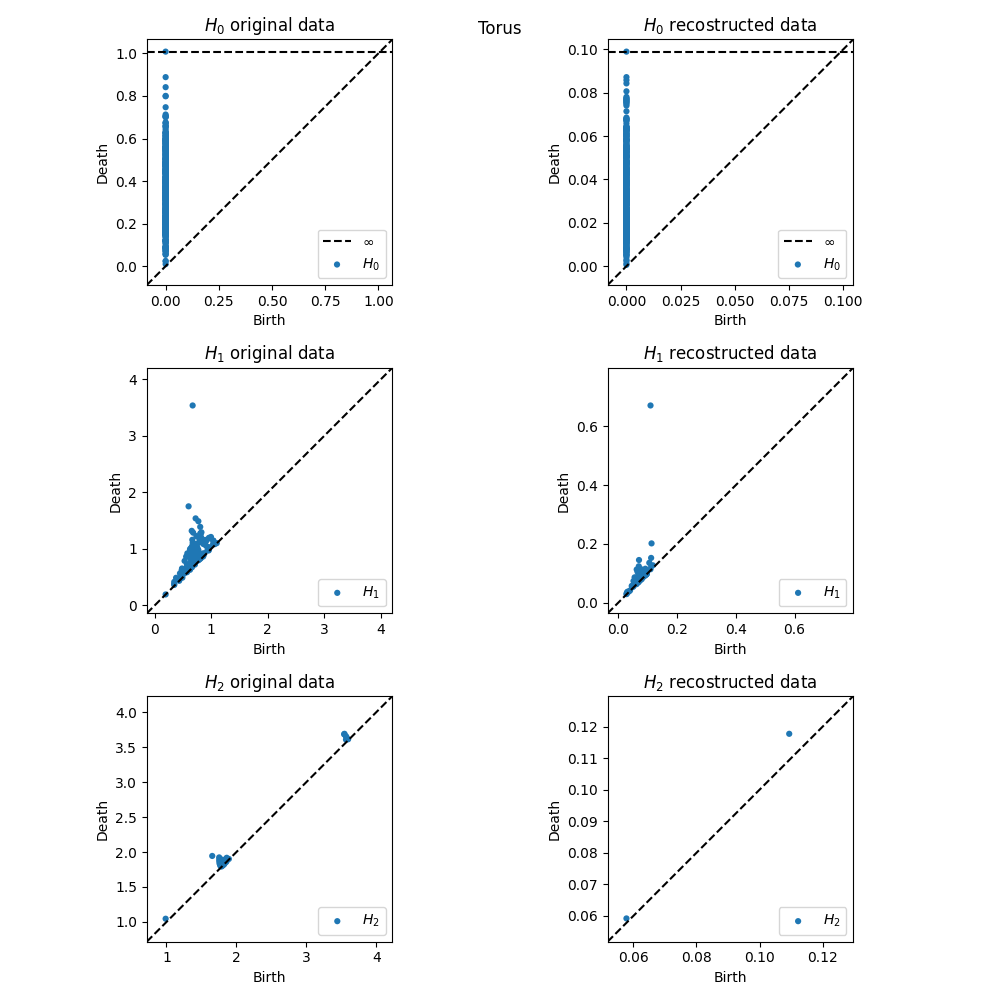 Torus
H₀ original data
1.0
0.8
0.6
0.4
0.2
0.0
Death
∞
H₀
0.00 0.25 0.50 0.75 1.00
Birth
H₀ recostructed data
0.10
0.08
0.06
0.04
0.02
0.00
Death
∞
H₀
0.000 0.025 0.050 0.075 0.100
Birth
H₁ original data
4
3
2
1
0
Death
H₁
0 1 2 3 4
Birth
H₁ recostructed data
0.6
0.4
0.2
0.0
Death
H₁
0.0 0.2 0.4 0.6
Birth
H₂ original data
4.0
3.5
3.0
2.5
2.0
1.5
1.0
Death
H₂
1 2 3 4
Birth
H₂ recostructed data
0.12
0.11
0.10
0.09
0.08
0.07
0.06
Death
H₂
0.06 0.08 0.10 0.12
Birth